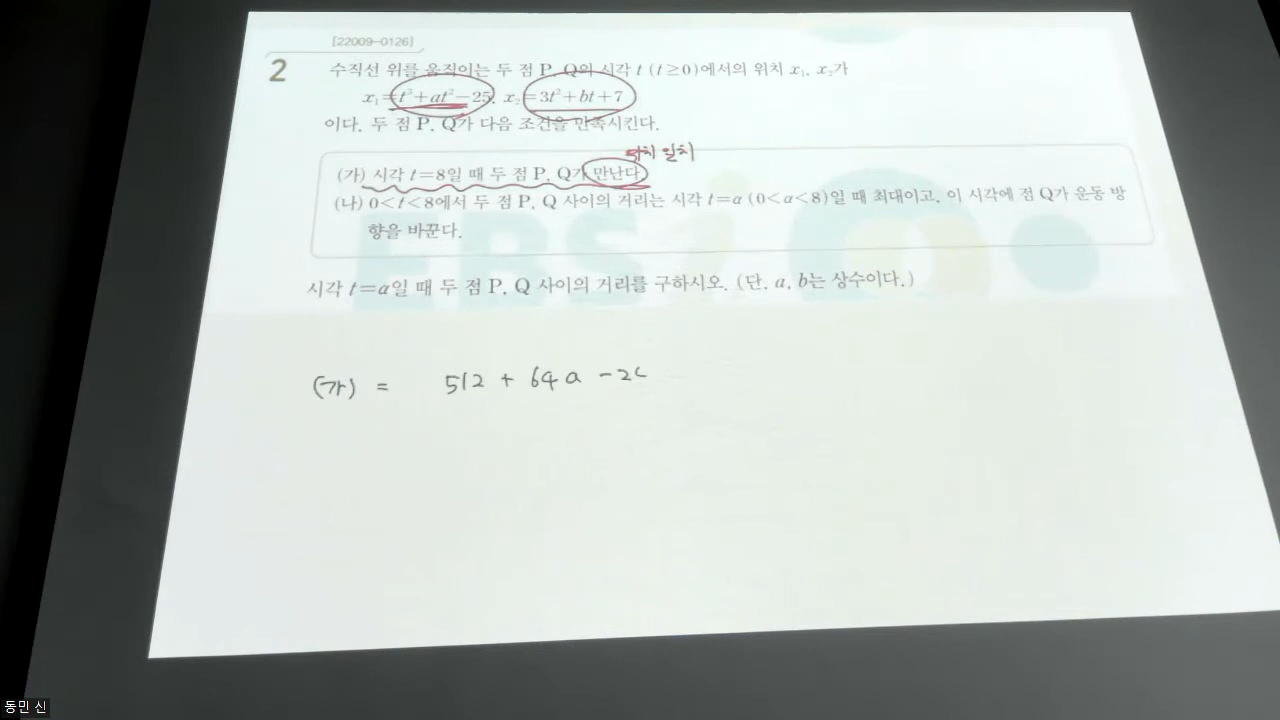 [22009-0126]
2 수직선 위를 움직이는 두 점 P, Q의 시각 t (t≥0)에서의 위치 x₁, x₂가
x₁=t³+at²-25, x₂=3t²+bt+7
이다. 두 점 P, Q가 다음 조건을 만족시킨다.
위치 일치
(가) 시각 t=8일 때 두 점 P, Q가 만난다.
(나) 0<t<8에서 두 점 P, Q 사이의 거리는 시각 t=α (0<α<8)일 때 최대이고, 이 시각에 점 Q가 운동 방
향을 바꾼다.
EBSi
시각 t=α일 때 두 점 P, Q 사이의 거리를 구하시오. (단, a, b는 상수이다.)
(가) = 512 + 64a -2
동민 신